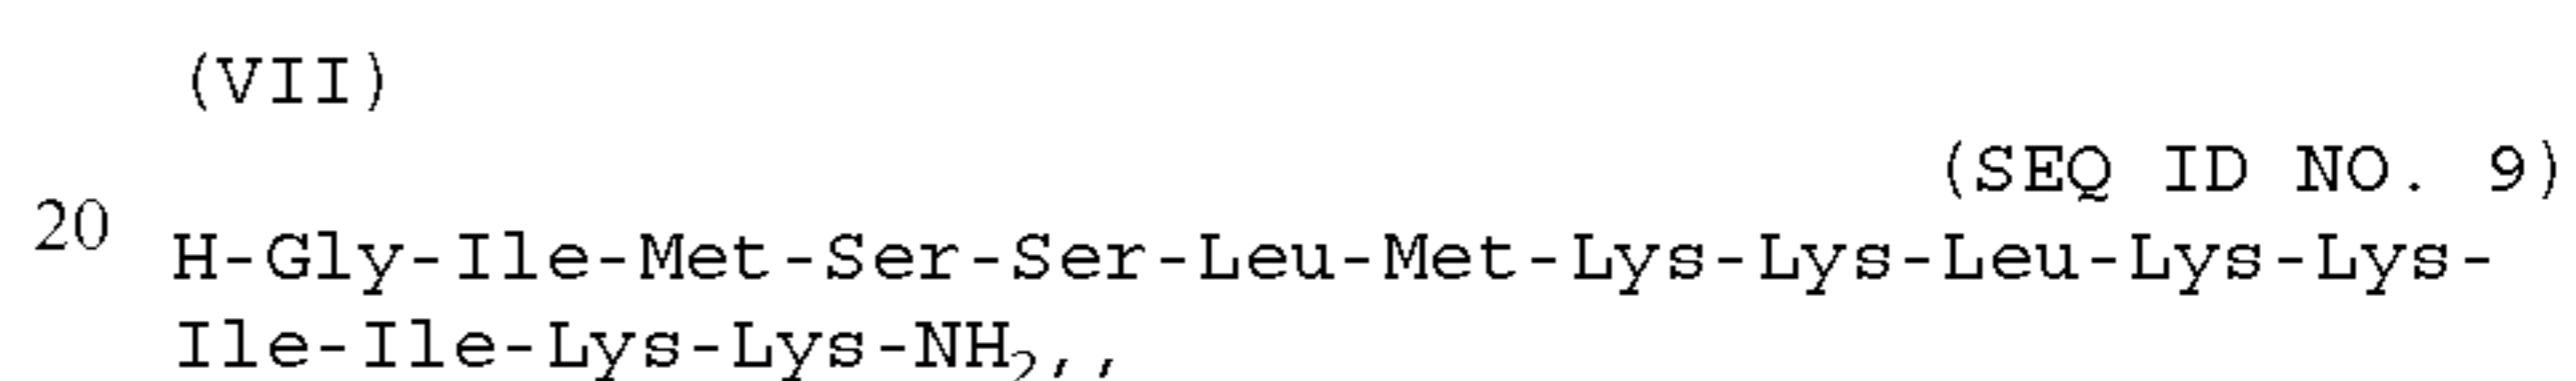 (VII)
(SEQ ID NO. 9)
20
H-Gly-Ile-Met-Ser-Ser-Leu-Met-Lys-Lys-Leu-Lys-Lys-
Ile-Ile-Lys-Lys-NH₂,,